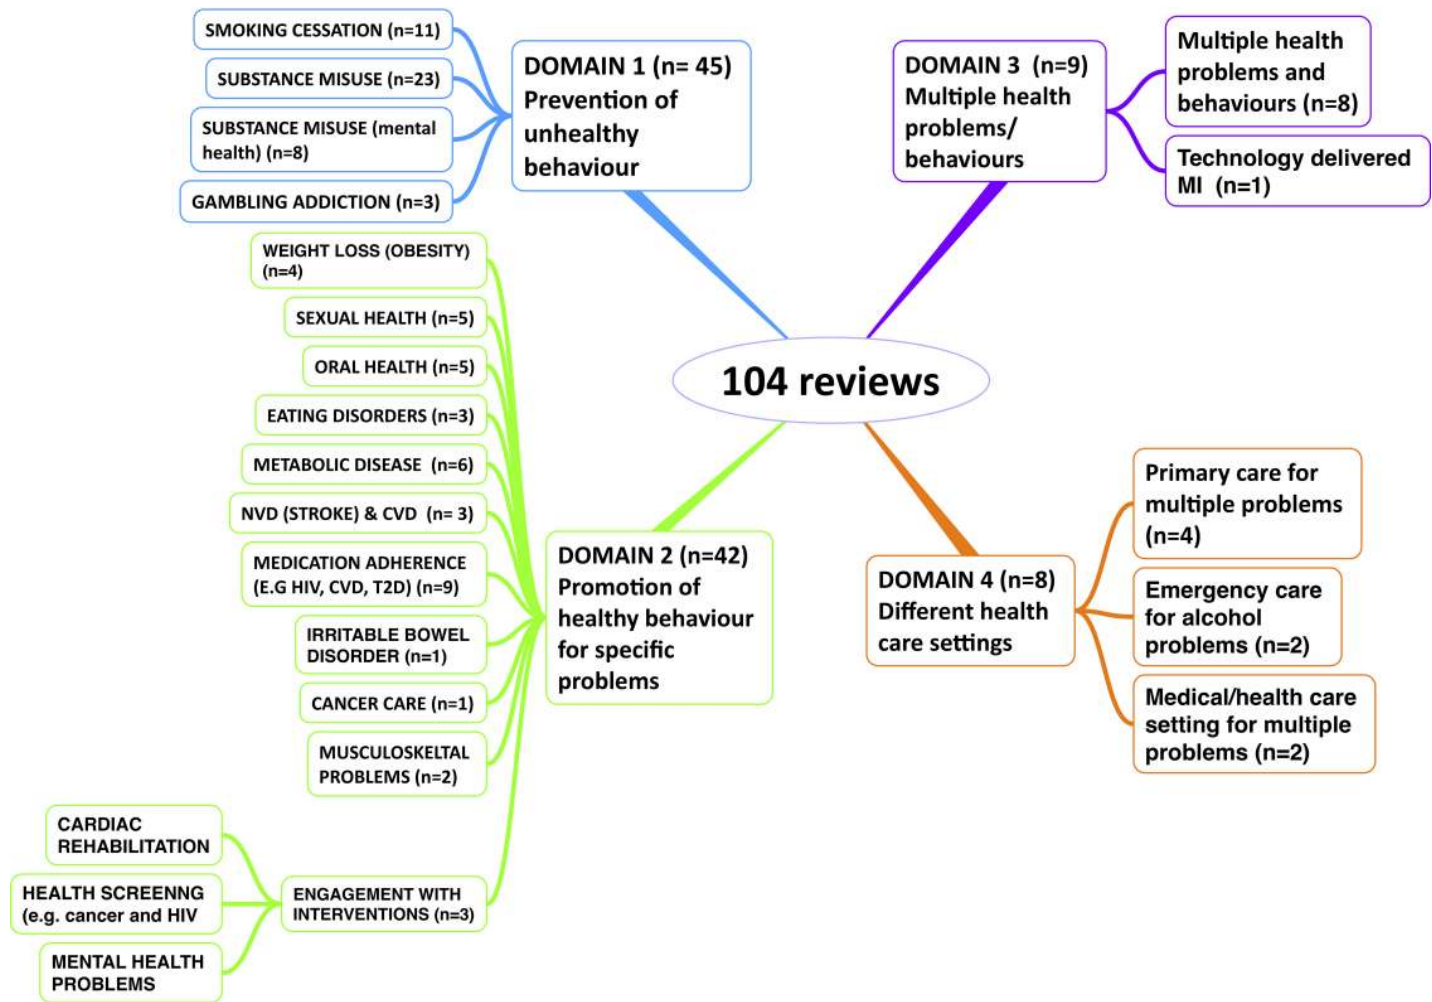 SMOKING CESSATION (n=11)
SUBSTANCE MISUSE (n=23)
SUBSTANCE MISUSE (mental
health) (n=8)
GAMBLING ADDICTION (n=3)
DOMAIN 1 (n= 45)
Prevention of
unhealthy
behaviour
DOMAIN 3  (n=9)
Multiple health
problems/
behaviours
Multiple health
problems and
behaviours (n=8)
Technology delivered
MI  (n=1)
104 reviews
WEIGHT LOSS (OBESITY)
(n=4)
SEXUAL HEALTH (n=5)
ORAL HEALTH (n=5)
EATING DISORDERS (n=3)
METABOLIC DISEASE  (n=6)
NVD (STROKE) & CVD  (n= 3)
MEDICATION ADHERENCE
(E.G HIV, CVD, T2D) (n=9)
IRRITABLE BOWEL
DISORDER (n=1)
CANCER CARE (n=1)
MUSCULOSKELTAL
PROBLEMS (n=2)
ENGAGEMENT WITH
INTERVENTIONS (n=3)
CARDIAC
REHABILITATION
HEALTH SCREENNG
(e.g. cancer and HIV
MENTAL HEALTH
PROBLEMS
DOMAIN 2 (n=42)
Promotion of
healthy behaviour
for specific
problems
DOMAIN 4 (n=8)
Different health
care settings
Primary care for
multiple problems
(n=4)
Emergency care
for alcohol
problems (n=2)
Medical/health care
setting for multiple
problems (n=2)